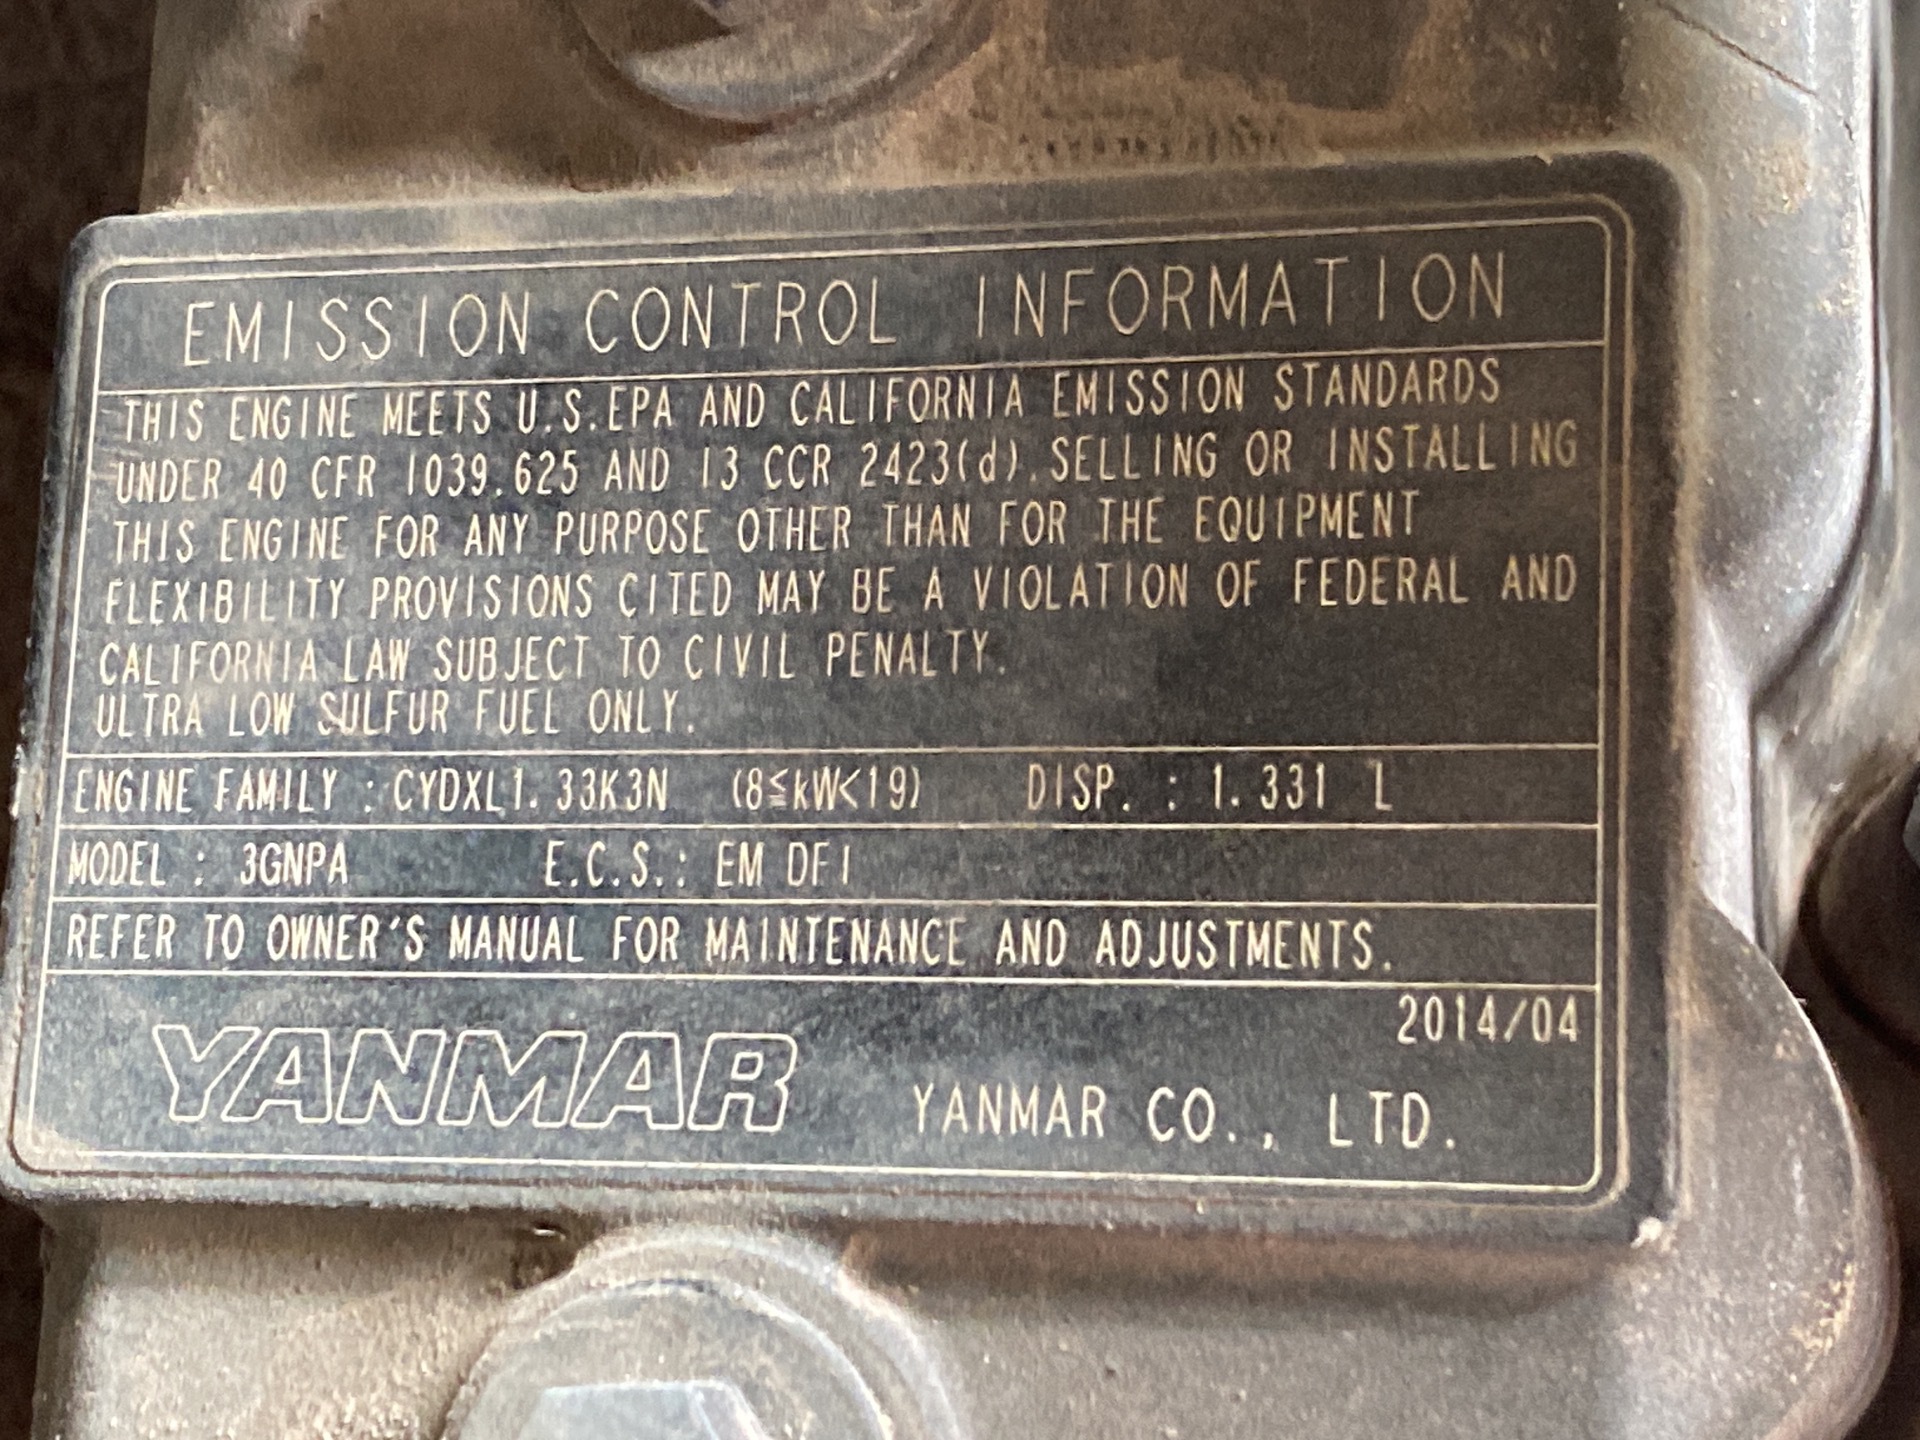 EMISSION CONTROL INFORMATION
THIS ENGINE MEETS U.S.EPA AND CALIFORNIA EMISSION STANDARDS
UNDER 40 CFR 1039.625 AND 13 CCR 2423(d). SELLING OR INSTALLING
THIS ENGINE FOR ANY PURPOSE OTHER THAN FOR THE EQUIPMENT
FLEXIBILITY PROVISIONS CITED MAY BE A VIOLATION OF FEDERAL AND
CALIFORNIA LAW SUBJECT TO CIVIL PENALTY.
ULTRA LOW SULFUR FUEL ONLY.
ENGINE FAMILY : CYDXL1.33K3N (8≦kW<19) DISP. : 1.331 L
MODEL : 3GNPA E.C.S.: EM DFI
REFER TO OWNER'S MANUAL FOR MAINTENANCE AND ADJUSTMENTS.
2014/04
YANMAR YANMAR CO., LTD.